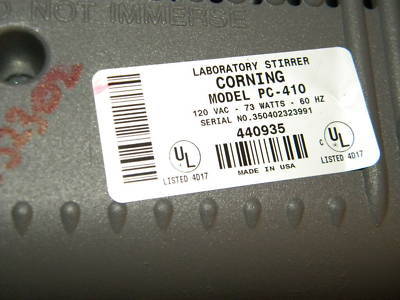 NOT IMMERSE
LABORATORY STIRRER
CORNING
MODEL PC-410
120 VAC - 73 WATTS - 60 HZ
SERIAL NO.350402323991
440935
UL
LISTED 4D17
C UL
LISTED 4D17
MADE IN USA